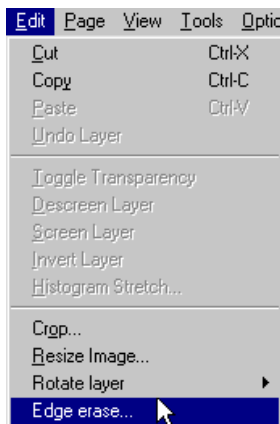 Edit Page View Tools Optic
Cut Ctrl-X
Copy Ctrl-C
Paste Ctrl-V
Undo Layer
Toggle Transparency
Descreen Layer
Screen Layer
Invert Layer
Histogram Stretch...
Crop...
Resize Image...
Rotate layer
Edge erase...